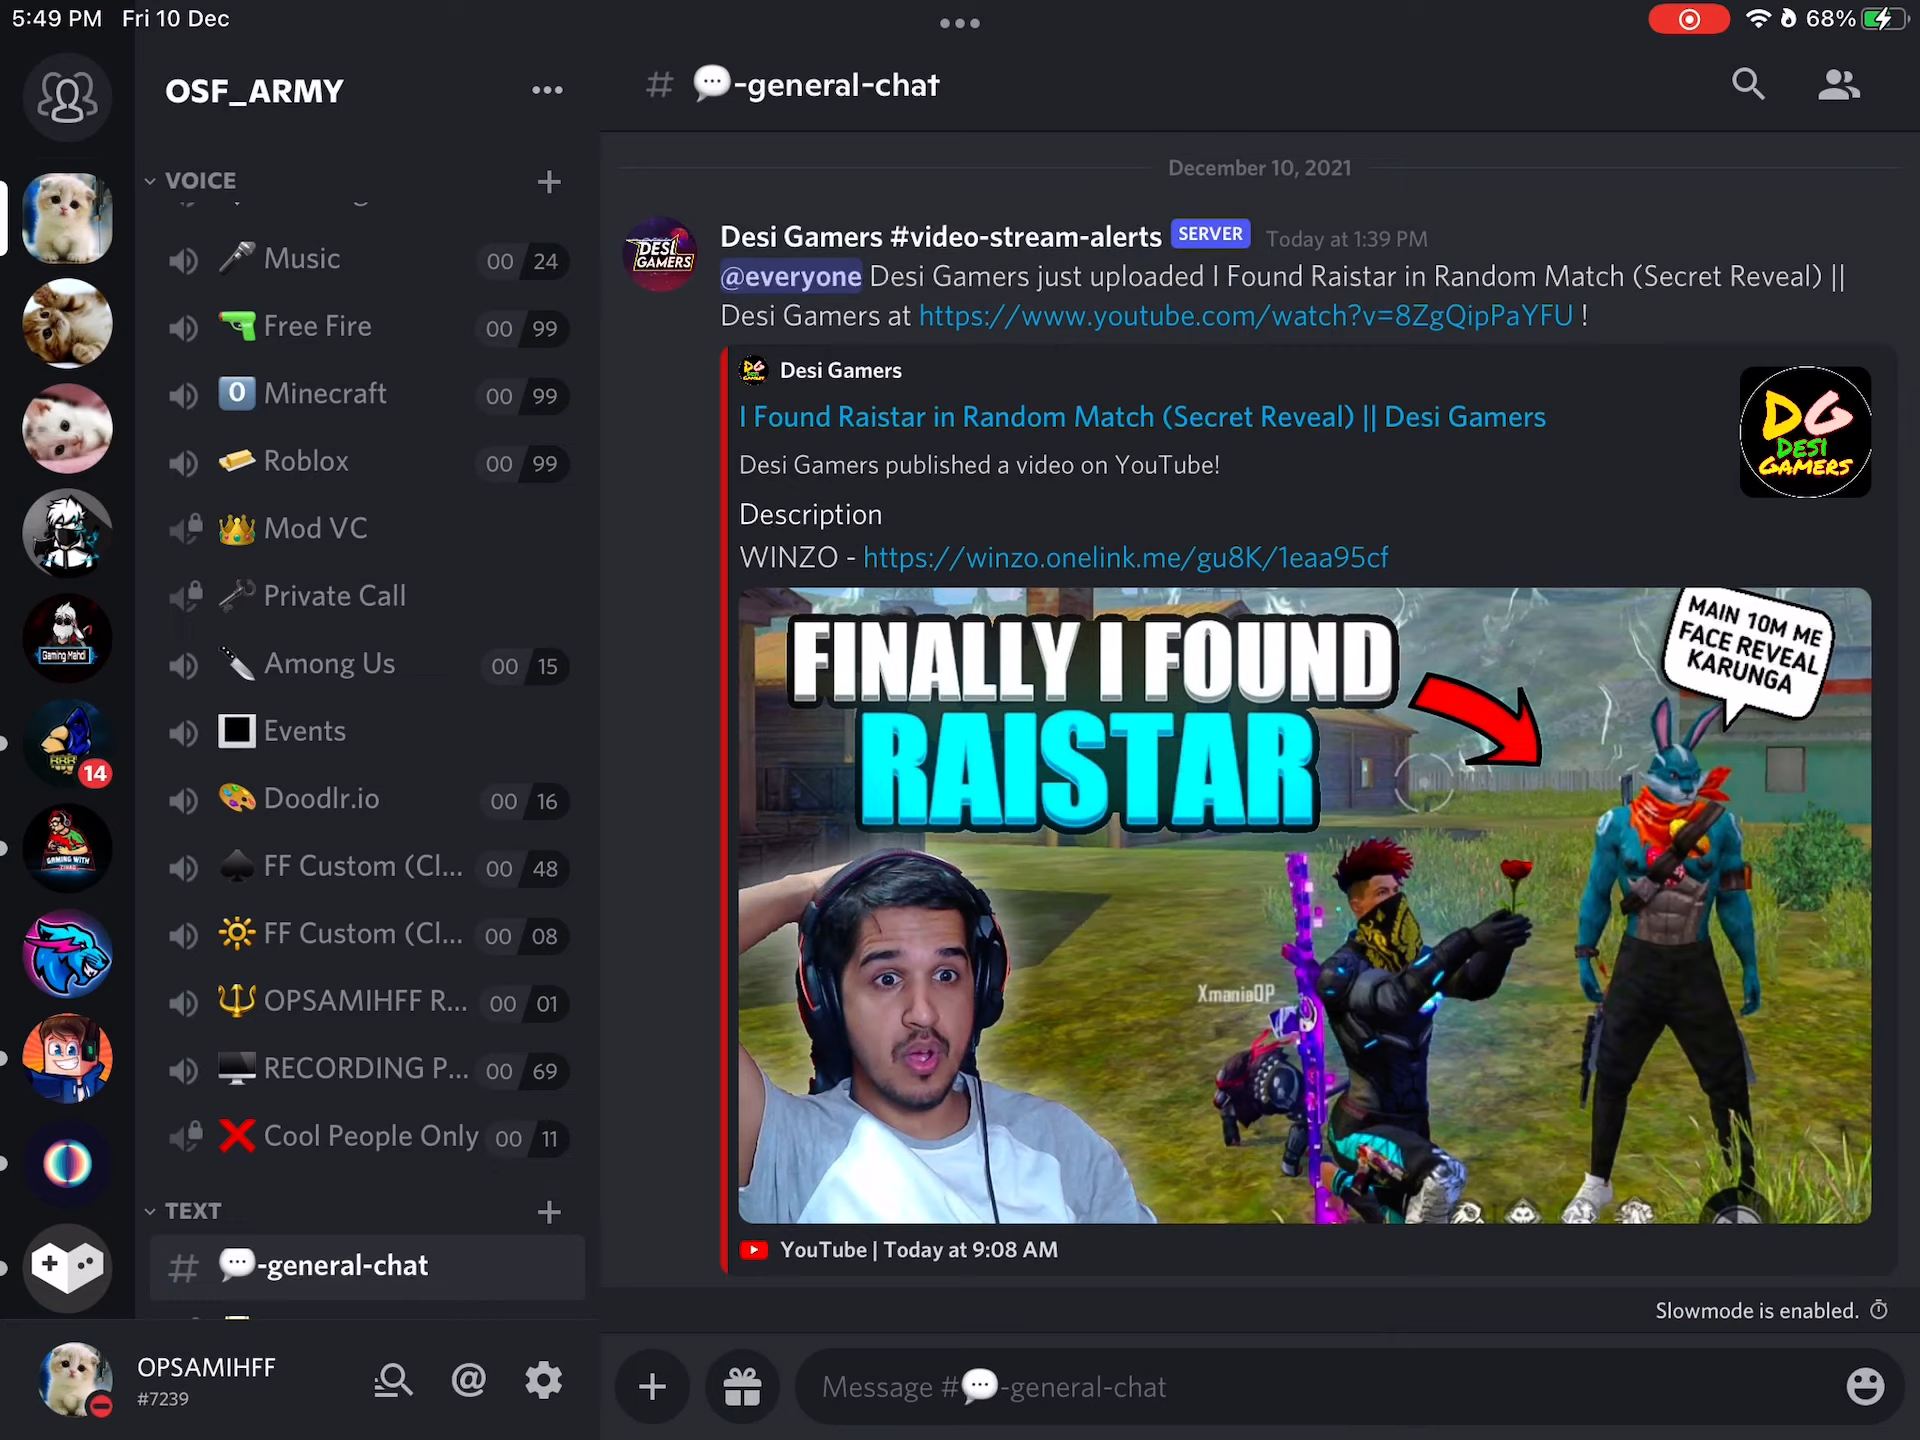 5:49 PM Fri 10 Dec
68%
OSF_ARMY
VOICE
Music 00 24
Free Fire 00 99
0 Minecraft 00 99
Roblox 00 99
Mod VC
Private Call
Among Us 00 15
Events
Doodlr.io 00 16
FF Custom (Cl... 00 48
FF Custom (Cl... 00 08
OPSAMIHFF R... 00 01
RECORDING P... 00 69
Cool People Only 00 11
TEXT
# 💬-general-chat
Gaming Mahdi
14
OPSAMIHFF
#7239
# 💬-general-chat
December 10, 2021
DESI
GAMERS
Desi Gamers #video-stream-alerts SERVER Today at 1:39 PM
@everyone Desi Gamers just uploaded I Found Raistar in Random Match (Secret Reveal) ||
Desi Gamers at https://www.youtube.com/watch?v=8ZgQipPaYFU !
Desi Gamers
I Found Raistar in Random Match (Secret Reveal) || Desi Gamers
Desi Gamers published a video on YouTube!
Description
WINZO - https://winzo.onelink.me/gu8K/1eaa95cf
DG
DESI
GAMERS
FINALLY I FOUND
RAISTAR
MAIN 10M ME
FACE REVEAL
KARUNGA
XmaniaOP
YouTube | Today at 9:08 AM
Slowmode is enabled.
Message #💬-general-chat